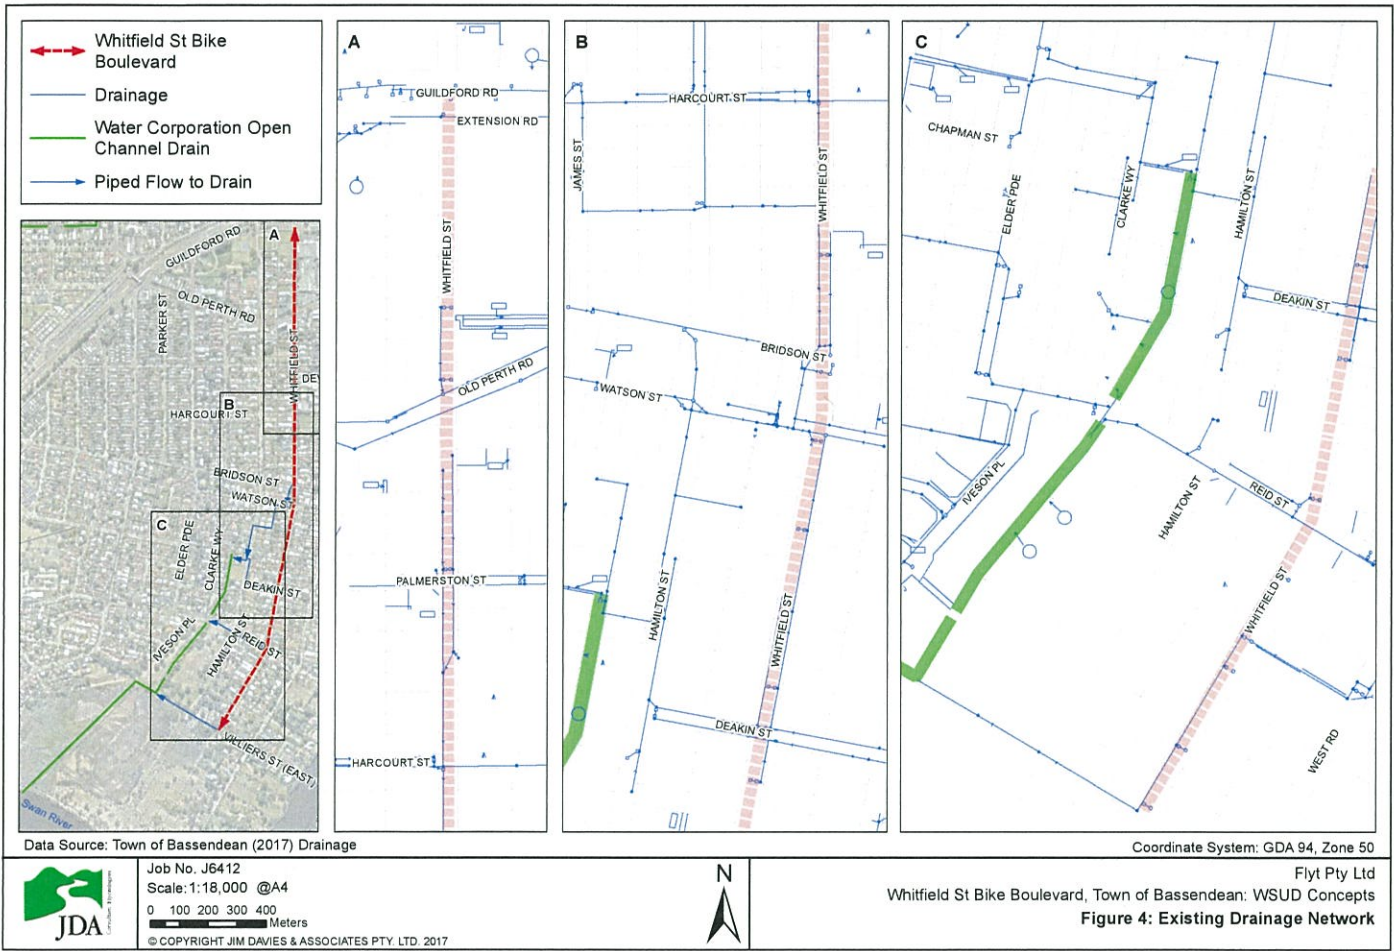 Whitfield St Bike
Boulevard
Drainage
Water Corporation Open
Channel Drain
Piped Flow to Drain
A
GUILDFORD RD
OLD PERTH RD
PARKER ST
WHITFIELD ST
B
HARCOURT ST
BRIDSON ST
WATSON S
C
ELDER PDE
CLARKE WY
DEAKIN ST
IVESON PL
HAMILTON ST
REID ST
VILLIERS ST (EAST)
Swan River
A
GUILDFORD RD
EXTENSION RD
WHITFIELD ST
OLD PERTH RD
PALMERSTON ST
HARCOURT ST
B
HARCOURT ST
JAMES ST
WHITFIELD ST
BRIDSON ST
WATSON ST
HAMILTON ST
WHITFIELD ST
DEAKIN ST
C
CHAPMAN ST
ELDER PDE
CLARKE WY
HAMILTON ST
DEAKIN ST
IVESON PL
HAMILTON ST
REID ST
WHITFIELD ST
WEST RD
Data Source: Town of Bassendean (2017) Drainage
Coordinate System: GDA 94, Zone 50
JDA
Job No. J6412
Scale: 1:18,000 @A4
0 100 200 300 400
Meters
© COPYRIGHT JIM DAVIES & ASSOCIATES PTY. LTD. 2017
N
Flyt Pty Ltd
Whitfield St Bike Boulevard, Town of Bassendean: WSUD Concepts
Figure 4: Existing Drainage Network